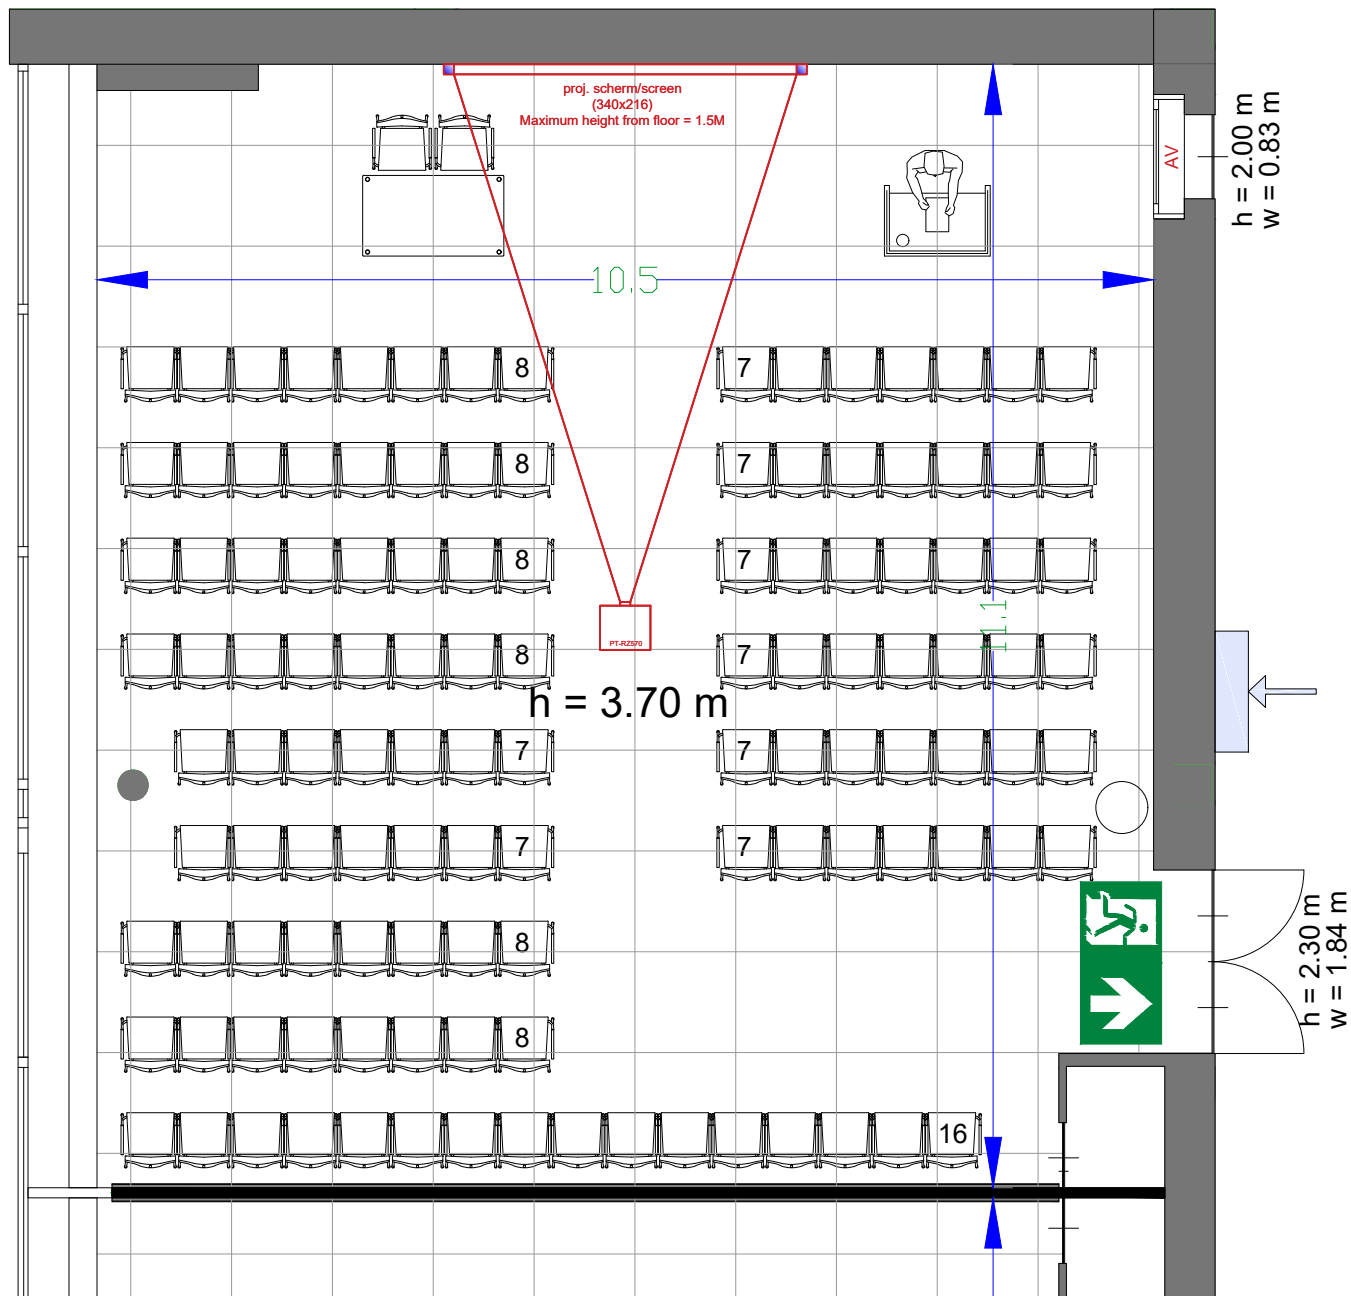 proj. scherm/screen
(340x216)
Maximum height from floor = 1.5M
AV
h = 2.00 m
w = 0.83 m
10.5
8
7
8
7
8
7
11.1
8
7
PT-RZ570
h = 3.70 m
7
7
7
7
8
h = 2.30 m
w = 1.84 m
8
16